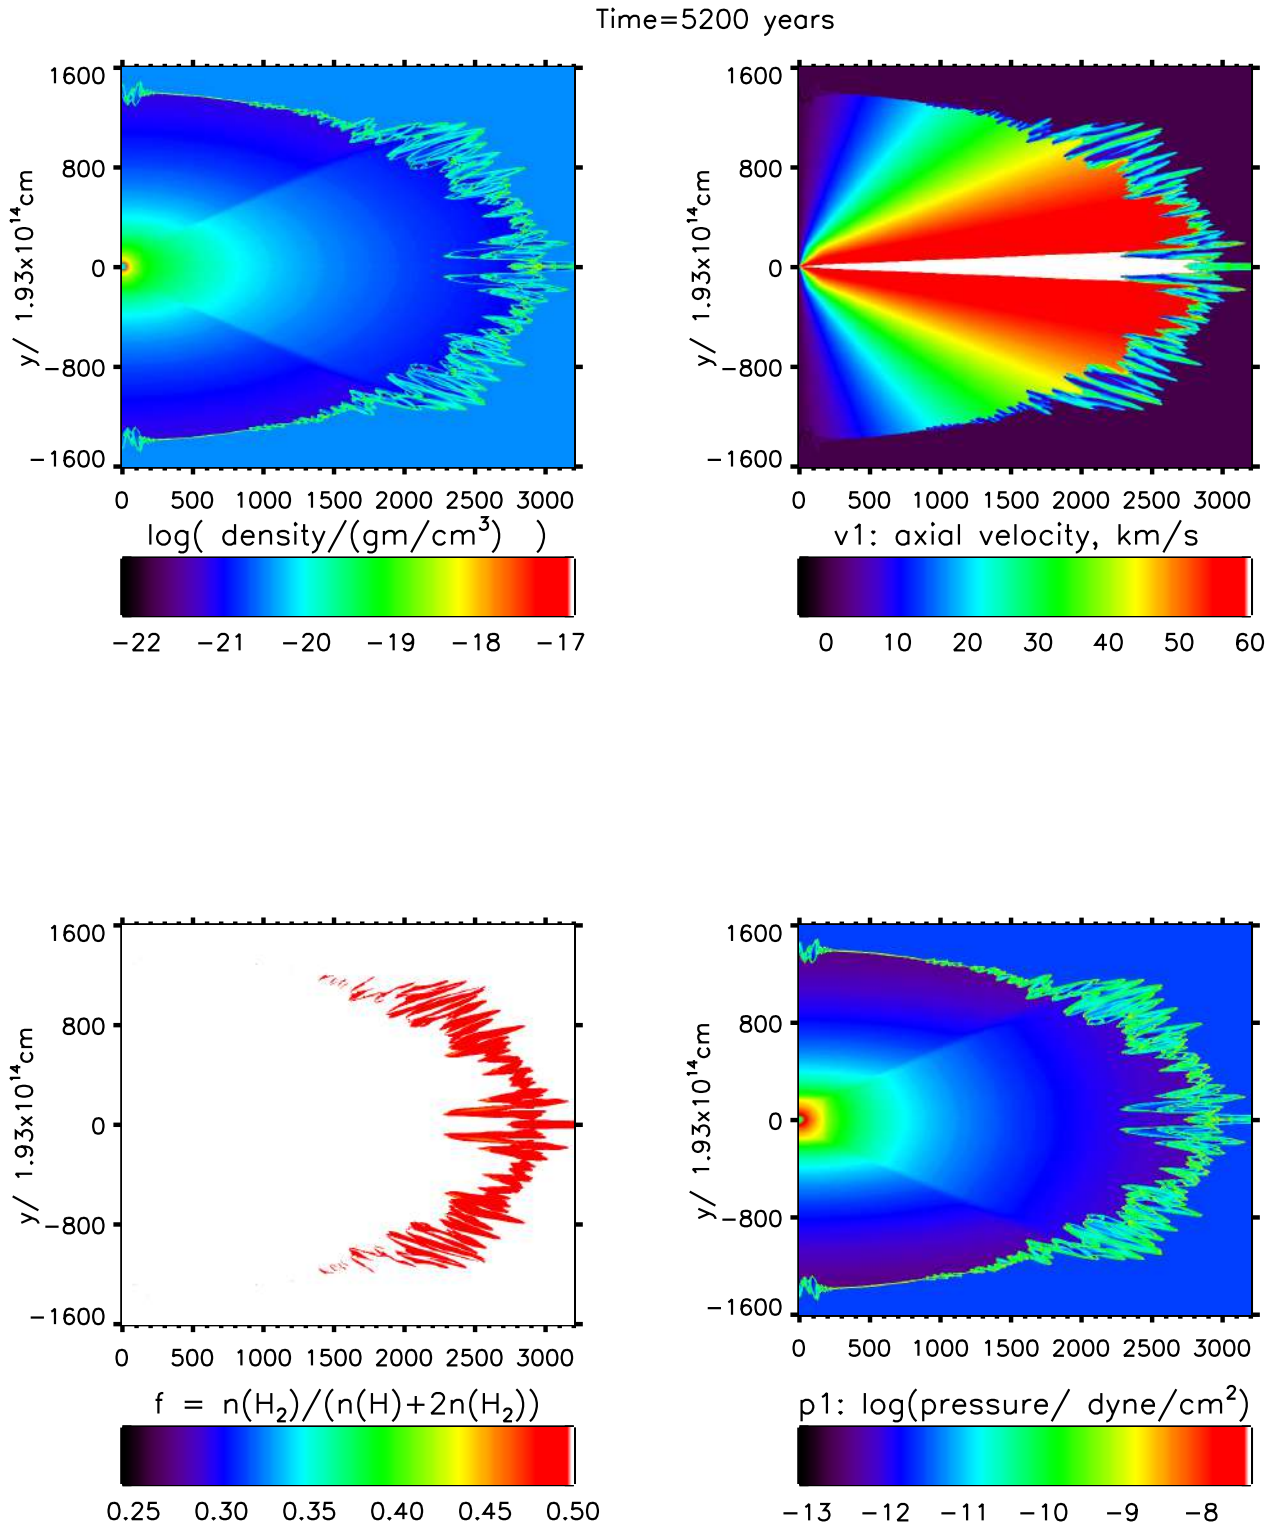 Time=5200 years
1600
800
0
−800
−1600
y/ 1.93x10¹⁴cm
0 500 1000 1500 2000 2500 3000
log( density/(gm/cm³) )
−22 −21 −20 −19 −18 −17
1600
800
0
−800
−1600
y/ 1.93x10¹⁴cm
0 500 1000 1500 2000 2500 3000
v1: axial velocity, km/s
0 10 20 30 40 50 60
1600
800
0
−800
−1600
y/ 1.93x10¹⁴cm
0 500 1000 1500 2000 2500 3000
f = n(H₂)/(n(H)+2n(H₂))
0.25 0.30 0.35 0.40 0.45 0.50
1600
800
0
−800
−1600
y/ 1.93x10¹⁴cm
0 500 1000 1500 2000 2500 3000
p1: log(pressure/ dyne/cm²)
−13 −12 −11 −10 −9 −8